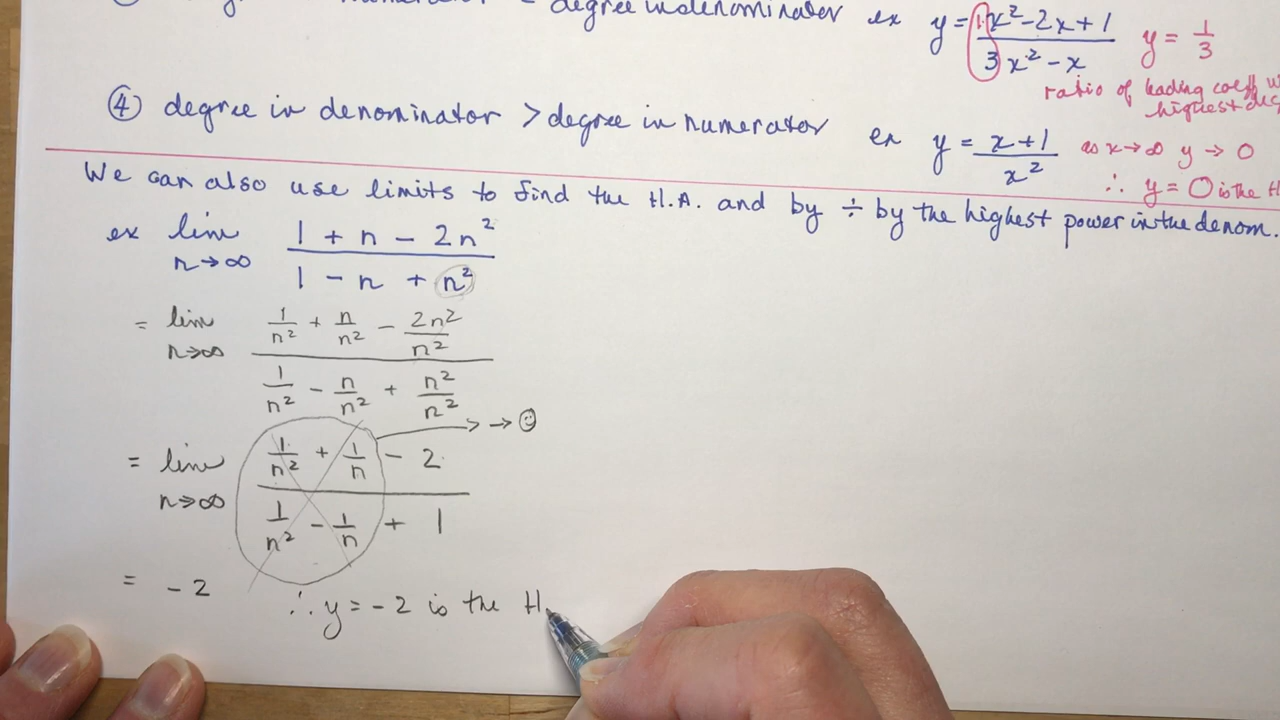 numerator = degree in denominator ex y = 1x² - 2x + 1 / 3x² - x y = 1/3
ratio of leading coeff w
highest deg
④ degree in denominator > degree in numerator ex y = x + 1 / x² as x → ∞ y → 0
∴ y = 0 is the H
We can also use limits to find the H.A. and by ÷ by the highest power in the denom.
ex lim n→∞ 1 + n - 2n² / 1 - n + n²
= lim n→∞ 1/n² + n/n² - 2n²/n² / 1/n² - n/n² + n²/n²
→ ☺
= lim n→∞ 1/n² + 1/n - 2 / 1/n² - 1/n + 1
= -2 ∴ y = -2 is the H.